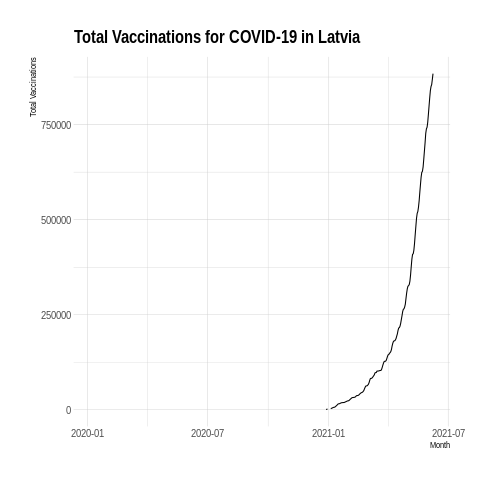 Total Vaccinations for COVID-19 in Latvia
Total Vaccinations
750000
500000
250000
0
2020-01 2020-07 2021-01 2021-07
Month